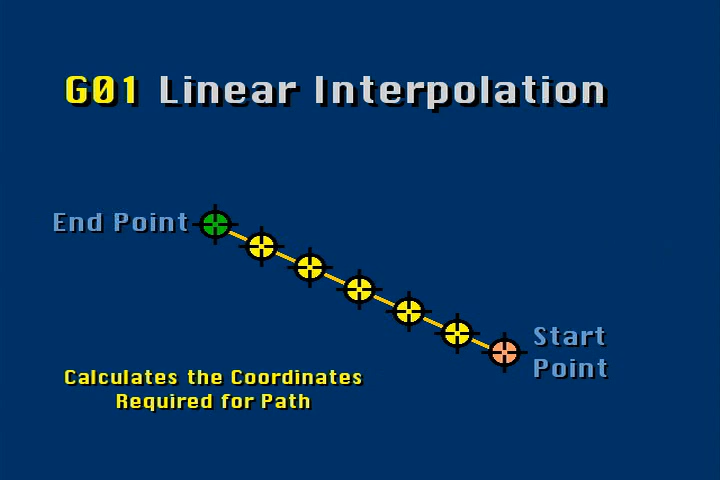 G01 Linear Interpolation
End Point
Start
Point
Calculates the Coordinates
Required for Path